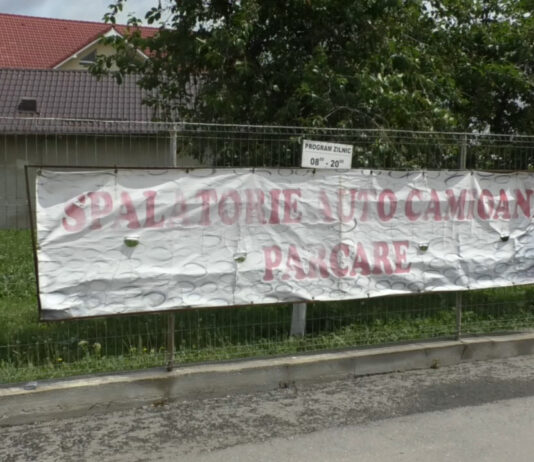 PROGRAM ZILNIC
08⁰⁰ - 20⁰⁰
SPALATORIE AUTO CAMIOAN
PARCARE